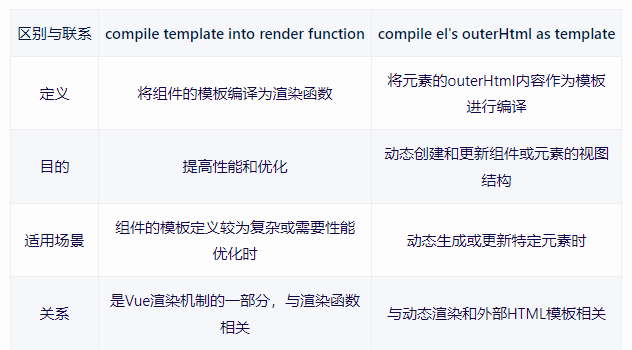 区别与联系 compile template into render function compile el's outerHtml as template
定义 将组件的模板编译为渲染函数 将元素的outerHtml内容作为模板
进行编译
目的 提高性能和优化 动态创建和更新组件或元素的视图
结构
适用场景 组件的模板定义较为复杂或需要性能
优化时 动态生成或更新特定元素时
关系 是Vue渲染机制的一部分，与渲染函数
相关 与动态渲染和外部HTML模板相关